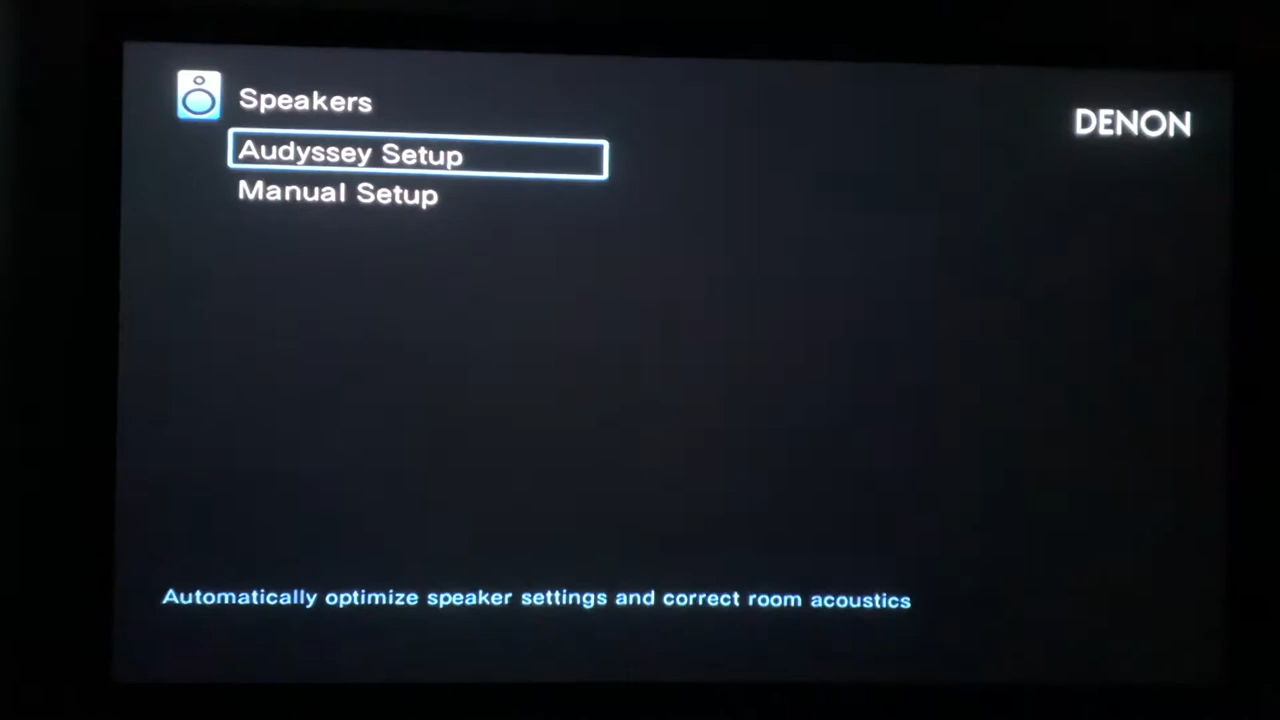 Speakers
DENON
Audyssey Setup
Manual Setup
Automatically optimize speaker settings and correct room acoustics